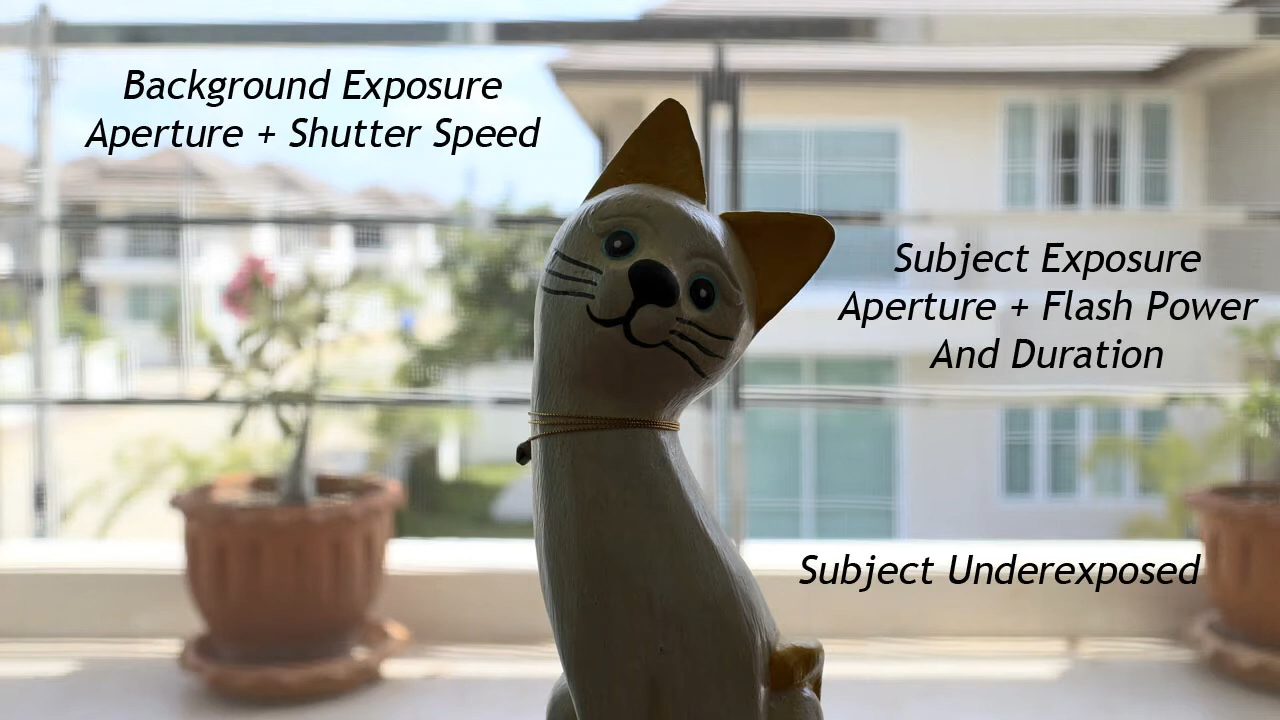 Background Exposure
Aperture + Shutter Speed
Subject Exposure
Aperture + Flash Power
And Duration
Subject Underexposed